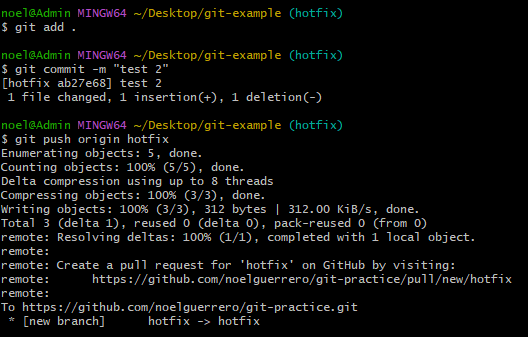 noel@Admin MINGW64 ~/Desktop/git-example (hotfix)
$ git add .
noel@Admin MINGW64 ~/Desktop/git-example (hotfix)
$ git commit -m "test 2"
[hotfix ab27e68] test 2
 1 file changed, 1 insertion(+), 1 deletion(-)
noel@Admin MINGW64 ~/Desktop/git-example (hotfix)
$ git push origin hotfix
Enumerating objects: 5, done.
Counting objects: 100% (5/5), done.
Delta compression using up to 8 threads
Compressing objects: 100% (3/3), done.
Writing objects: 100% (3/3), 312 bytes | 312.00 KiB/s, done.
Total 3 (delta 1), reused 0 (delta 0), pack-reused 0 (from 0)
remote: Resolving deltas: 100% (1/1), completed with 1 local object.
remote:
remote: Create a pull request for 'hotfix' on GitHub by visiting:
remote:      https://github.com/noelguerrero/git-practice/pull/new/hotfix
remote:
To https://github.com/noelguerrero/git-practice.git
 * [new branch]      hotfix -> hotfix